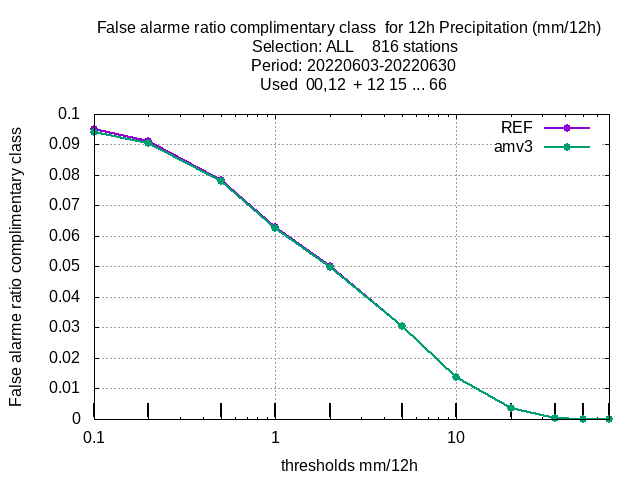 False alarme ratio complimentary class  for 12h Precipitation (mm/12h)
Selection: ALL    816 stations
Period: 20220603-20220630
Used  00,12  + 12 15 ... 66
False alarme ratio complimentary class
0.1
0.09
0.08
0.07
0.06
0.05
0.04
0.03
0.02
0.01
0
REF
amv3
0.1
1
10
thresholds mm/12h